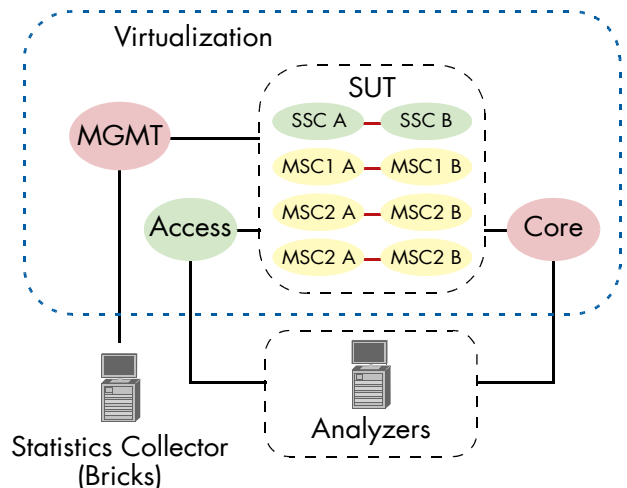 Virtualization
SUT
SSC A
SSC B
MGMT
MSC1 A
MSC1 B
MSC2 A
MSC2 B
Access
Core
MSC2 A
MSC2 B
Analyzers
Statistics Collector
(Bricks)